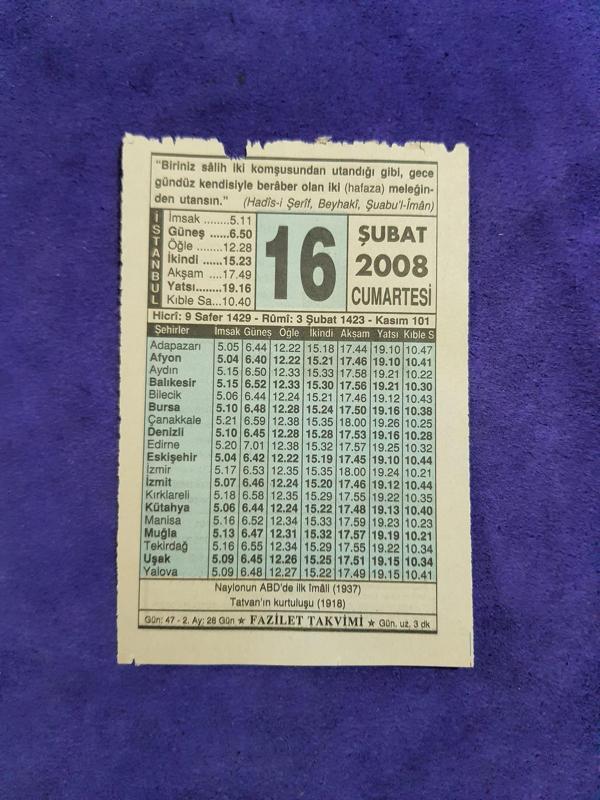 "Biriniz sâlih iki komşusundan utandığı gibi, gece
gündüz kendisiyle berâber olan iki (hafaza) meleğin-
den utansın." (Hadîs-i Şerîf, Beyhakî, Şuabu'l-Îmân)
İSTANBUL
İmsak ........5.11
Güneş ......6.50
Öğle ........12.28
İkindi ......15.23
Akşam ....17.49
Yatsı.......19.16
Kıble Sa...10.40
16
ŞUBAT
2008
CUMARTESİ
Hicrî: 9 Safer 1429 - Rûmî: 3 Şubat 1423 - Kasım 101
Şehirler İmsak Güneş Öğle İkindi Akşam Yatsı Kıble S
Adapazarı 5.05 6.44 12.22 15.18 17.44 19.10 10.47
Afyon 5.04 6.40 12.22 15.21 17.46 19.10 10.41
Aydın 5.15 6.50 12.33 15.33 17.58 19.21 10.22
Balıkesir 5.15 6.52 12.33 15.30 17.56 19.21 10.30
Bilecik 5.06 6.44 12.24 15.21 17.46 19.12 10.43
Bursa 5.10 6.48 12.28 15.24 17.50 19.16 10.38
Çanakkale 5.21 6.59 12.38 15.35 18.00 19.26 10.25
Denizli 5.10 6.45 12.28 15.28 17.53 19.16 10.28
Edirne 5.20 7.01 12.38 15.32 17.57 19.25 10.32
Eskişehir 5.04 6.42 12.22 15.19 17.45 19.10 10.44
İzmir 5.17 6.53 12.35 15.35 18.00 19.24 10.21
İzmit 5.07 6.46 12.24 15.20 17.46 19.12 10.44
Kırklareli 5.18 6.58 12.35 15.29 17.55 19.22 10.35
Kütahya 5.06 6.44 12.24 15.22 17.48 19.13 10.40
Manisa 5.16 6.52 12.34 15.33 17.59 19.23 10.23
Muğla 5.13 6.47 12.31 15.32 17.57 19.19 10.21
Tekirdağ 5.16 6.55 12.34 15.29 17.55 19.22 10.34
Uşak 5.09 6.45 12.26 15.25 17.51 19.15 10.34
Yalova 5.09 6.48 12.27 15.22 17.49 19.15 10.41
Naylonun ABD'de ilk îmâli (1937)
Tatvan'ın kurtuluşu (1918)
Gün: 47 - 2. Ay: 28 Gün ★ FAZİLET TAKVİMİ ★ Gün. uz. 3 dk